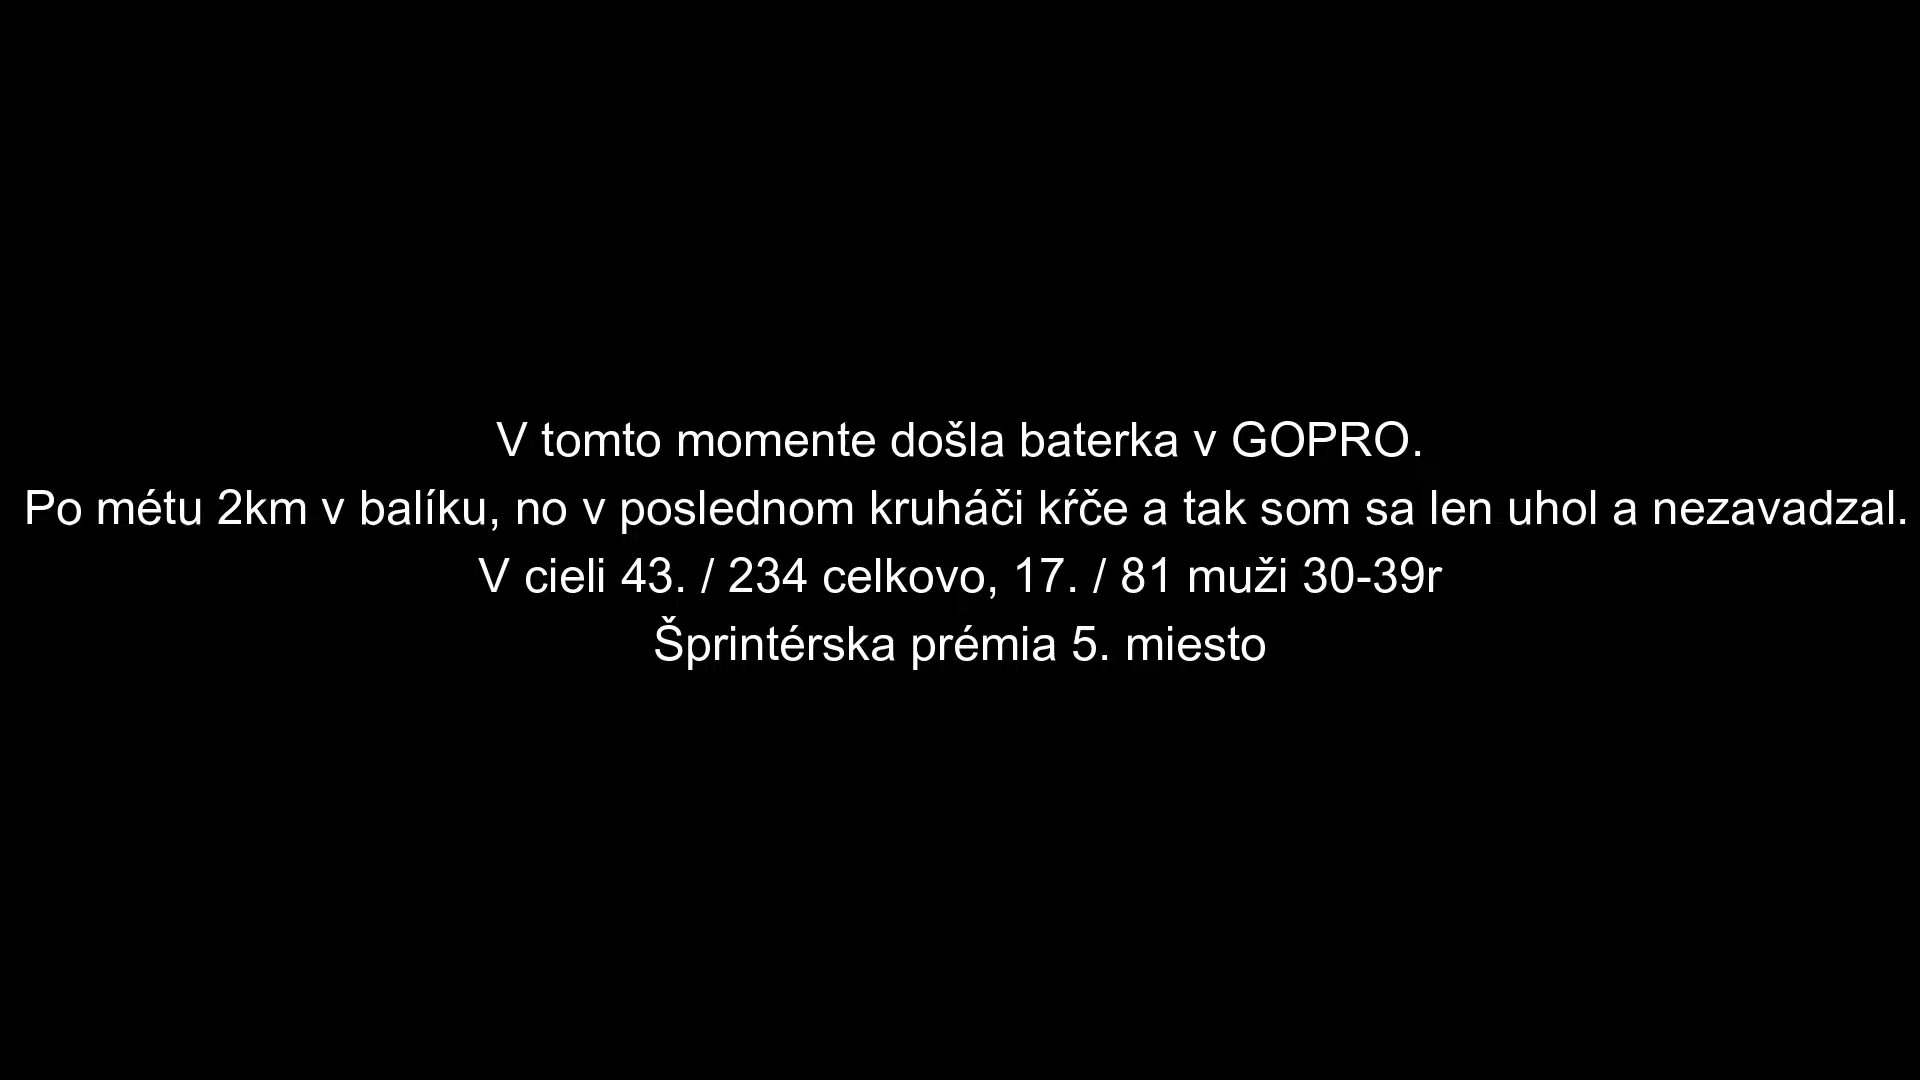 V tomto momente došla baterka v GOPRO.
Po métu 2km v balíku, no v poslednom kruháči kŕče a tak som sa len uhol a nezavadzal.
V cieli 43. / 234 celkovo, 17. / 81 muži 30-39r
Šprintérska prémia 5. miesto